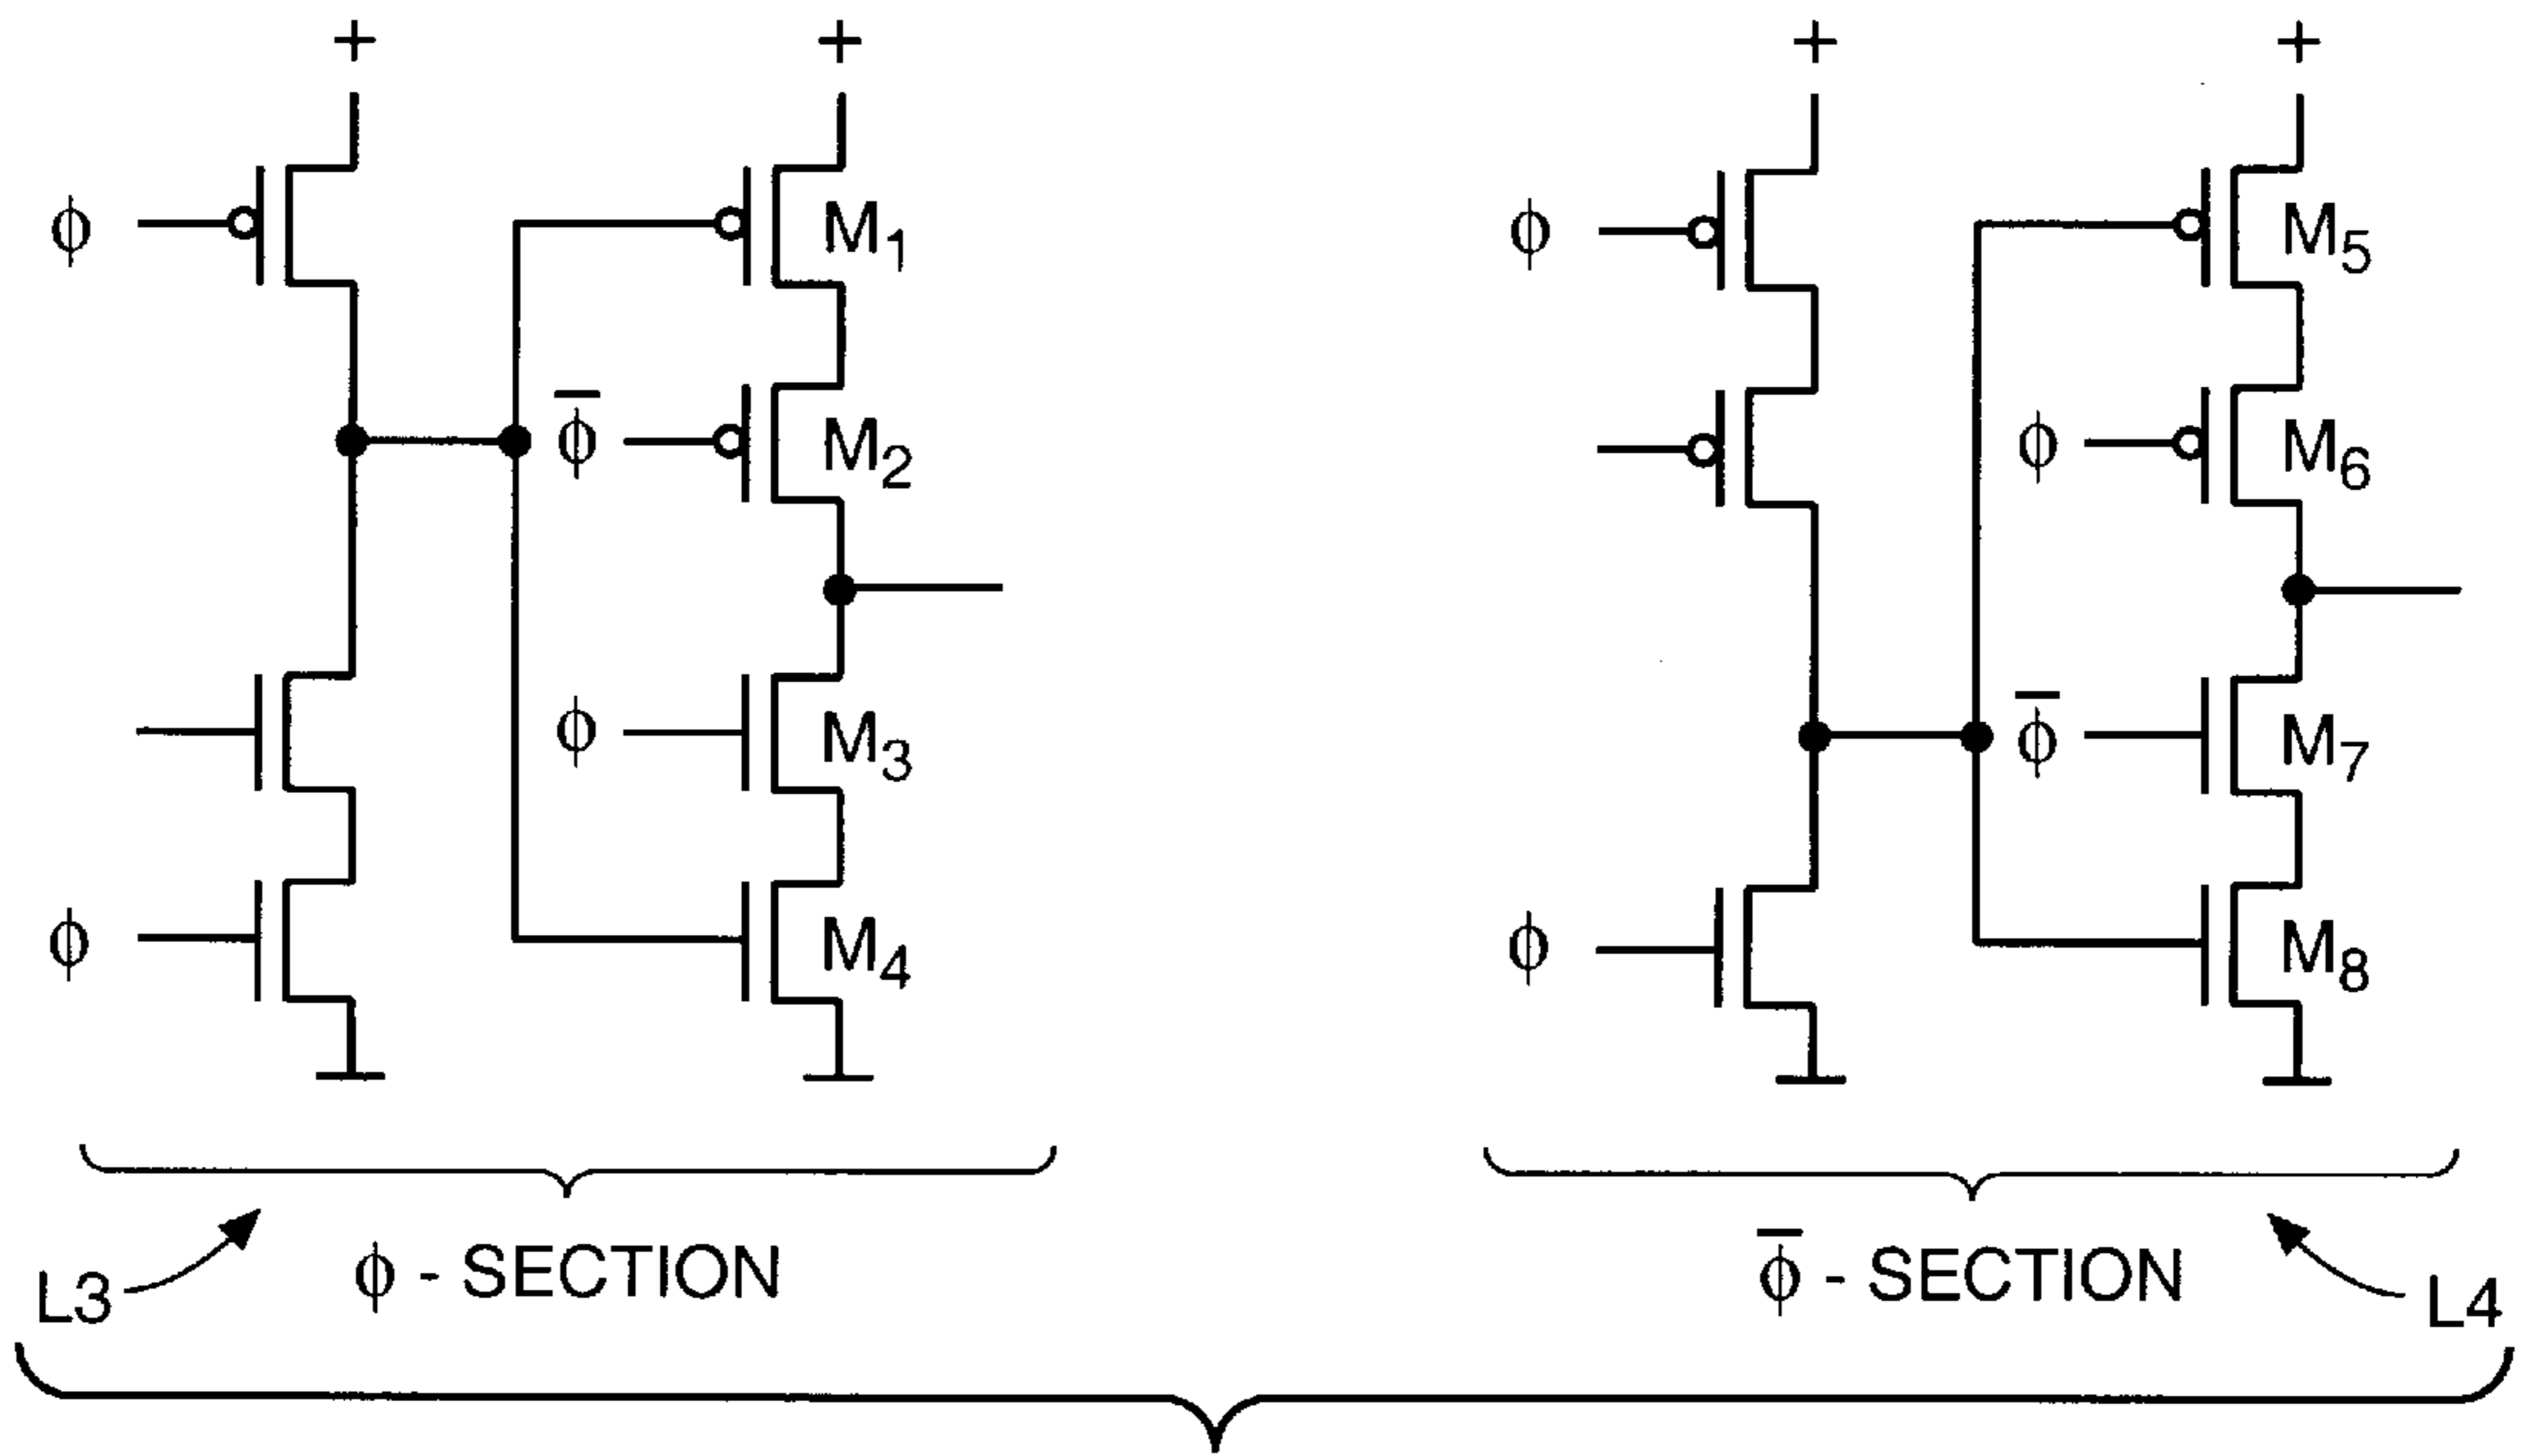 + + + +
ϕ M₁ ϕ M₅
ϕ̅ M₂ ϕ M₆
ϕ M₃ ϕ̅ M₇
ϕ M₄ ϕ M₈
L3 ϕ - SECTION ϕ̅ - SECTION L4